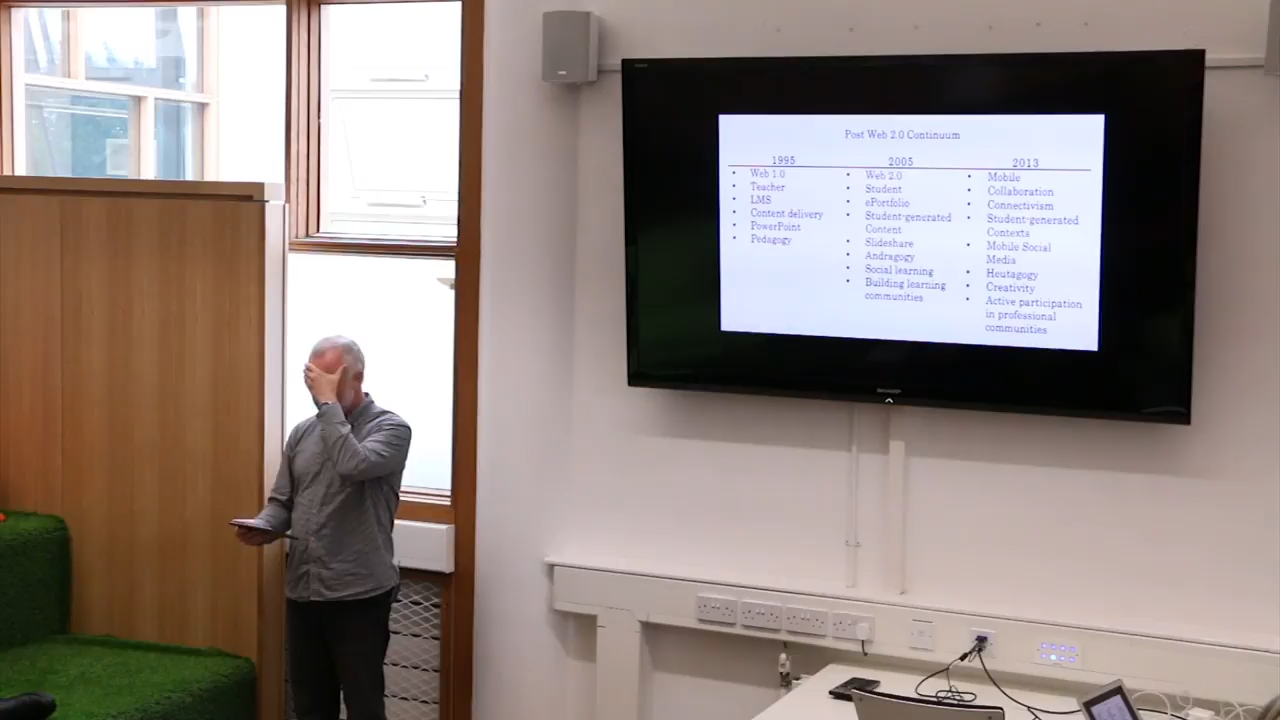 Post Web 2.0 Continuum
1995
• Web 1.0
• Teacher
• LMS
• Content delivery
• PowerPoint
• Pedagogy
2005
• Web 2.0
• Student
• ePortfolio
• Student-generated
Content
• Slideshare
• Andragogy
• Social learning
• Building learning
communities
2013
• Mobile
• Collaboration
• Connectivism
• Student-generated
Contexts
• Mobile Social
Media
• Heutagogy
• Creativity
• Active participation
in professional
communities
SHARP